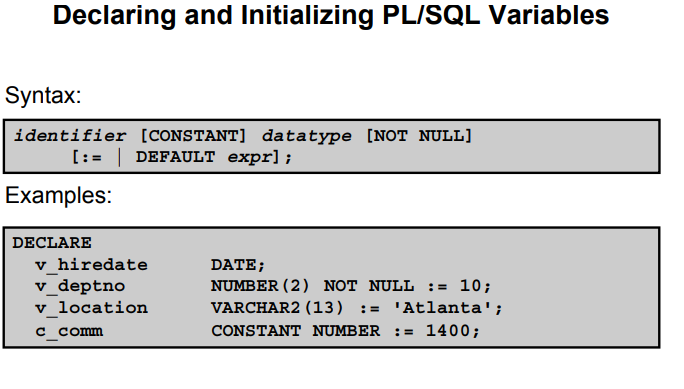 Declaring and Initializing PL/SQL Variables
Syntax:
identifier [CONSTANT] datatype [NOT NULL]
[:= | DEFAULT expr];
Examples:
DECLARE
v_hiredate DATE;
v_deptno NUMBER(2) NOT NULL := 10;
v_location VARCHAR2(13) := 'Atlanta';
c_comm CONSTANT NUMBER := 1400;